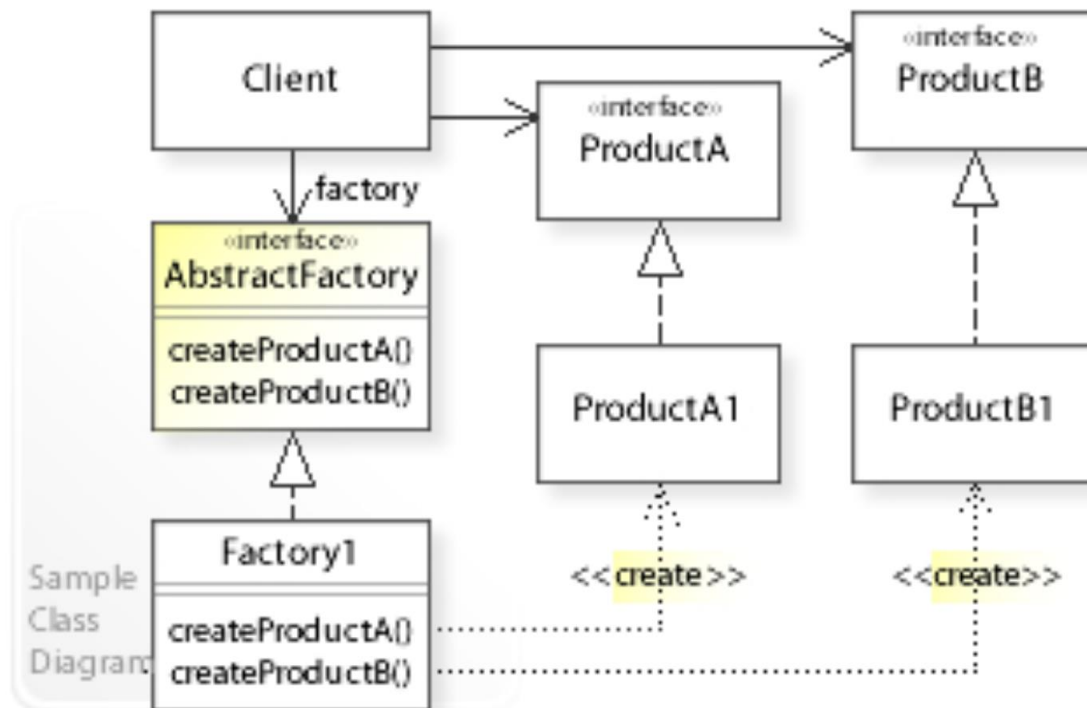 Client
«interface»
ProductB
«interface»
ProductA
factory
«interface»
AbstractFactory
createProductA()
createProductB()
ProductA1
ProductB1
Factory1
createProductA()
createProductB()
<<create>>
<<create>>
Sample
Class
Diagram